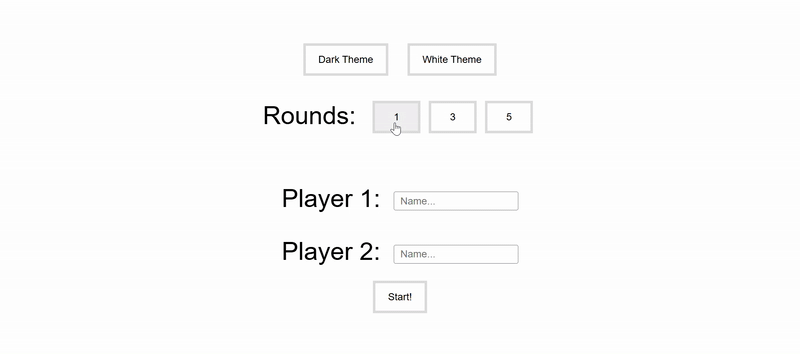 Dark Theme White Theme
Rounds: 1 3 5
Player 1: Name...
Player 2: Name...
Start!